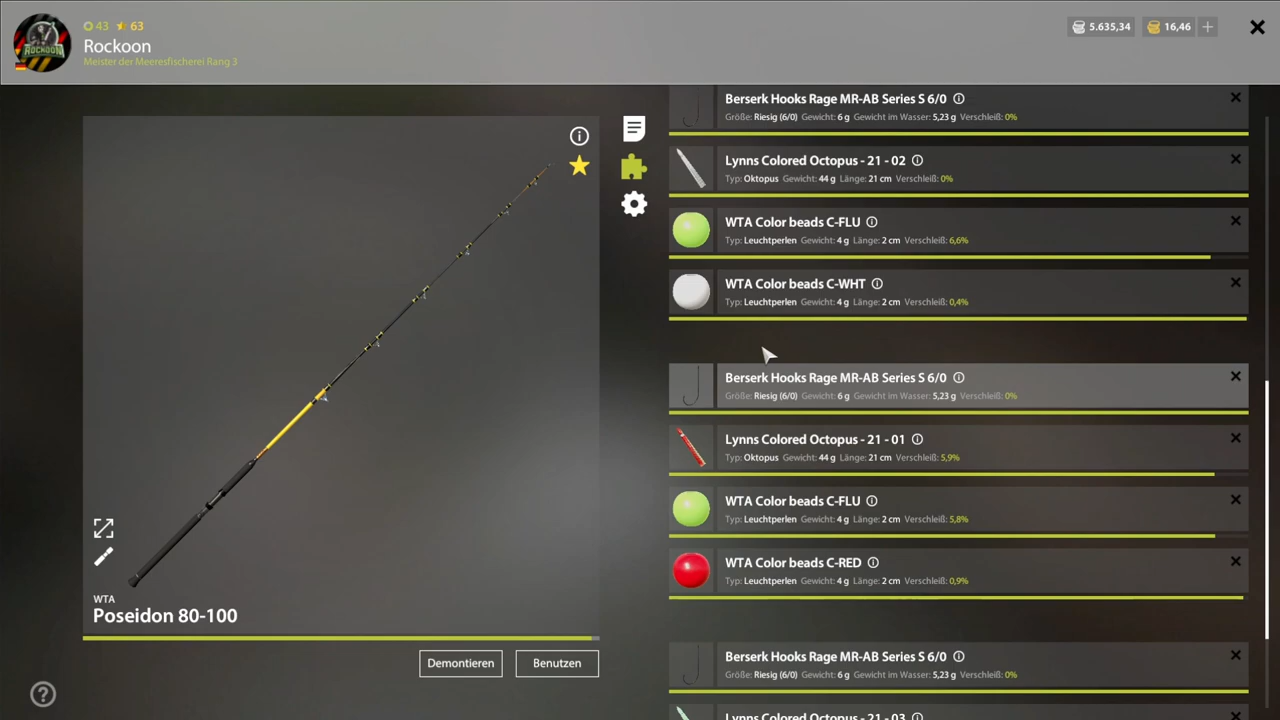 43 63
Rockoon
Meister der Meeresfischerei Rang 3
ROCKOON
5.635,34
16,46
WTA
Poseidon 80-100
Demontieren
Benutzen
Berserk Hooks Rage MR-AB Series S 6/0
Größe: Riesig (6/0) Gewicht: 6 g Gewicht im Wasser: 5,23 g Verschleiß: 0%
Lynns Colored Octopus - 21 - 02
Typ: Oktopus Gewicht: 44 g Länge: 21 cm Verschleiß: 0%
WTA Color beads C-FLU
Typ: Leuchtperlen Gewicht: 4 g Länge: 2 cm Verschleiß: 6,6%
WTA Color beads C-WHT
Typ: Leuchtperlen Gewicht: 4 g Länge: 2 cm Verschleiß: 0,4%
Berserk Hooks Rage MR-AB Series S 6/0
Größe: Riesig (6/0) Gewicht: 6 g Gewicht im Wasser: 5,23 g Verschleiß: 0%
Lynns Colored Octopus - 21 - 01
Typ: Oktopus Gewicht: 44 g Länge: 21 cm Verschleiß: 5,9%
WTA Color beads C-FLU
Typ: Leuchtperlen Gewicht: 4 g Länge: 2 cm Verschleiß: 5,8%
WTA Color beads C-RED
Typ: Leuchtperlen Gewicht: 4 g Länge: 2 cm Verschleiß: 0,9%
Berserk Hooks Rage MR-AB Series S 6/0
Größe: Riesig (6/0) Gewicht: 6 g Gewicht im Wasser: 5,23 g Verschleiß: 0%
Lynns Colored Octopus - 21 - 03